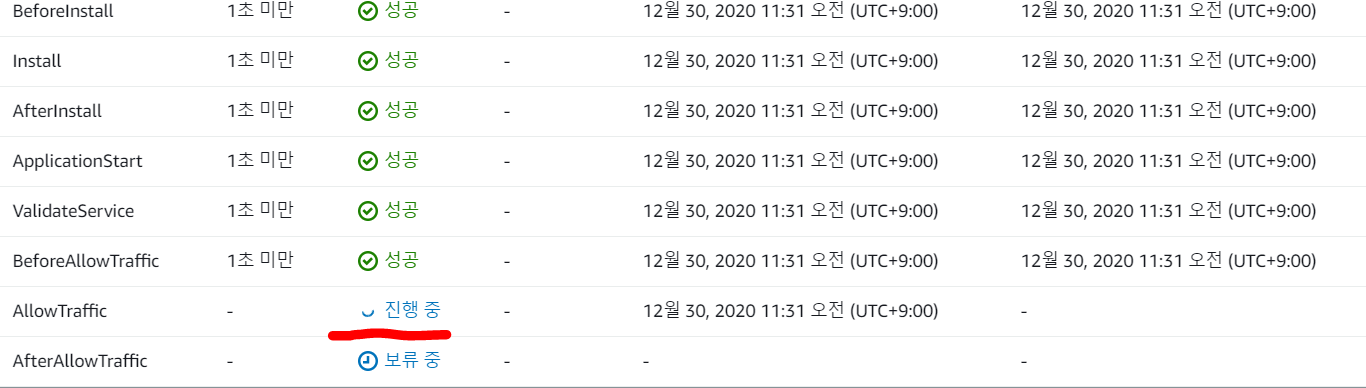 BeforeInstall 1초 미만 성공 - 12월 30, 2020 11:31 오전 (UTC+9:00) 12월 30, 2020 11:31 오전 (UTC+9:00)
Install 1초 미만 성공 - 12월 30, 2020 11:31 오전 (UTC+9:00) 12월 30, 2020 11:31 오전 (UTC+9:00)
AfterInstall 1초 미만 성공 - 12월 30, 2020 11:31 오전 (UTC+9:00) 12월 30, 2020 11:31 오전 (UTC+9:00)
ApplicationStart 1초 미만 성공 - 12월 30, 2020 11:31 오전 (UTC+9:00) 12월 30, 2020 11:31 오전 (UTC+9:00)
ValidateService 1초 미만 성공 - 12월 30, 2020 11:31 오전 (UTC+9:00) 12월 30, 2020 11:31 오전 (UTC+9:00)
BeforeAllowTraffic 1초 미만 성공 - 12월 30, 2020 11:31 오전 (UTC+9:00) 12월 30, 2020 11:31 오전 (UTC+9:00)
AllowTraffic - 진행 중 - 12월 30, 2020 11:31 오전 (UTC+9:00) -
AfterAllowTraffic - 보류 중 - - -